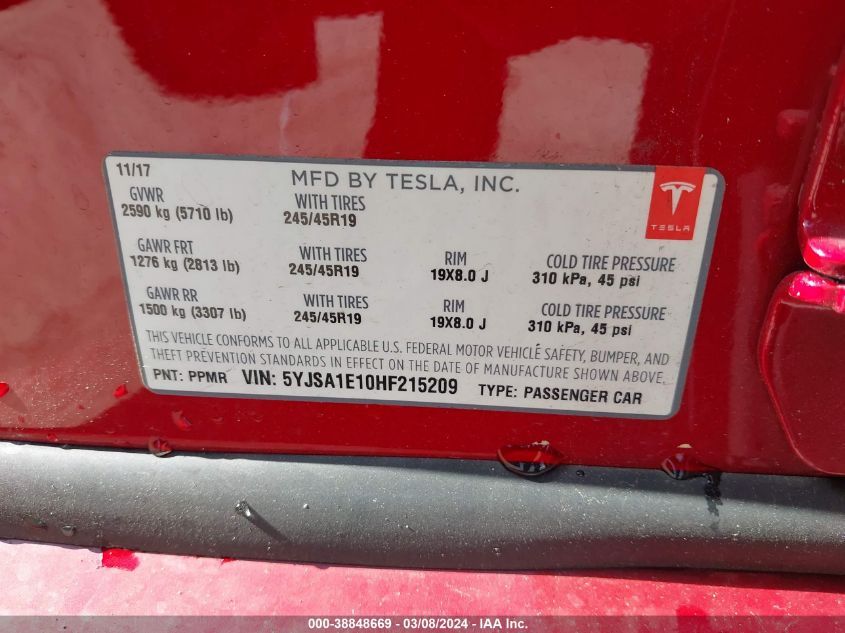 11/17
MFD BY TESLA, INC.
GVWR WITH TIRES
2590 kg (5710 lb) 245/45R19
TESLA
GAWR FRT WITH TIRES RIM COLD TIRE PRESSURE
1276 kg (2813 lb) 245/45R19 19X8.0 J 310 kPa, 45 psi
GAWR RR WITH TIRES RIM COLD TIRE PRESSURE
1500 kg (3307 lb) 245/45R19 19X8.0 J 310 kPa, 45 psi
THIS VEHICLE CONFORMS TO ALL APPLICABLE U.S. FEDERAL MOTOR VEHICLE SAFETY, BUMPER, AND
THEFT PREVENTION STANDARDS IN EFFECT ON THE DATE OF MANUFACTURE SHOWN ABOVE.
PNT: PPMR VIN: 5YJSA1E10HF215209 TYPE: PASSENGER CAR
000-38848669 - 03/08/2024 - IAA Inc.